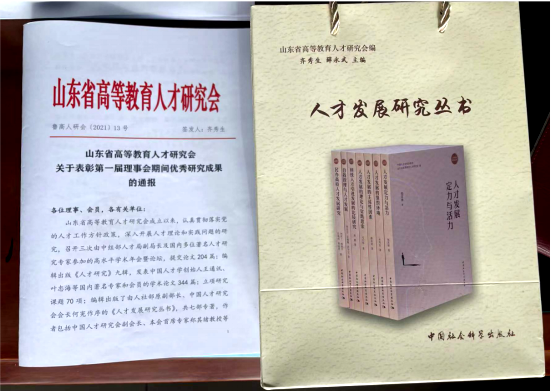 山东省高等教育人才研究会
鲁高人研会〔2021〕13号 签发人：齐秀生
山东省高等教育人才研究会
关于表彰第一届理事会期间优秀研究成果
的通报
各位理事、会员，各有关单位：
山东省高等教育人才研究会成立以来，认真贯彻落实党
的人才工作方针政策，深入开展人才理论和实践问题的研
究，召开三次由中组部人才局副局长及国内多位著名人才研
究专家参加的高水平学术年会暨论坛，提交论文204篇；编
辑出版《人才研究》九辑，发表中国人才学创始人王通讯、
叶忠海等国内著名专家和会员的学术论文344篇；立项研究
课题70项；编辑出版了由人社部原副部长、中国人才研究
会会长何宪作序的《人才发展研究丛书》，共七部专著，作
者包括中国人才研究会副会长、本会首席专家郑其绪教授等
山东省高等教育人才研究会编
齐秀生 薛永武 主编
人才发展研究丛书
人才发展
定力与活力
中国社会科学出版社